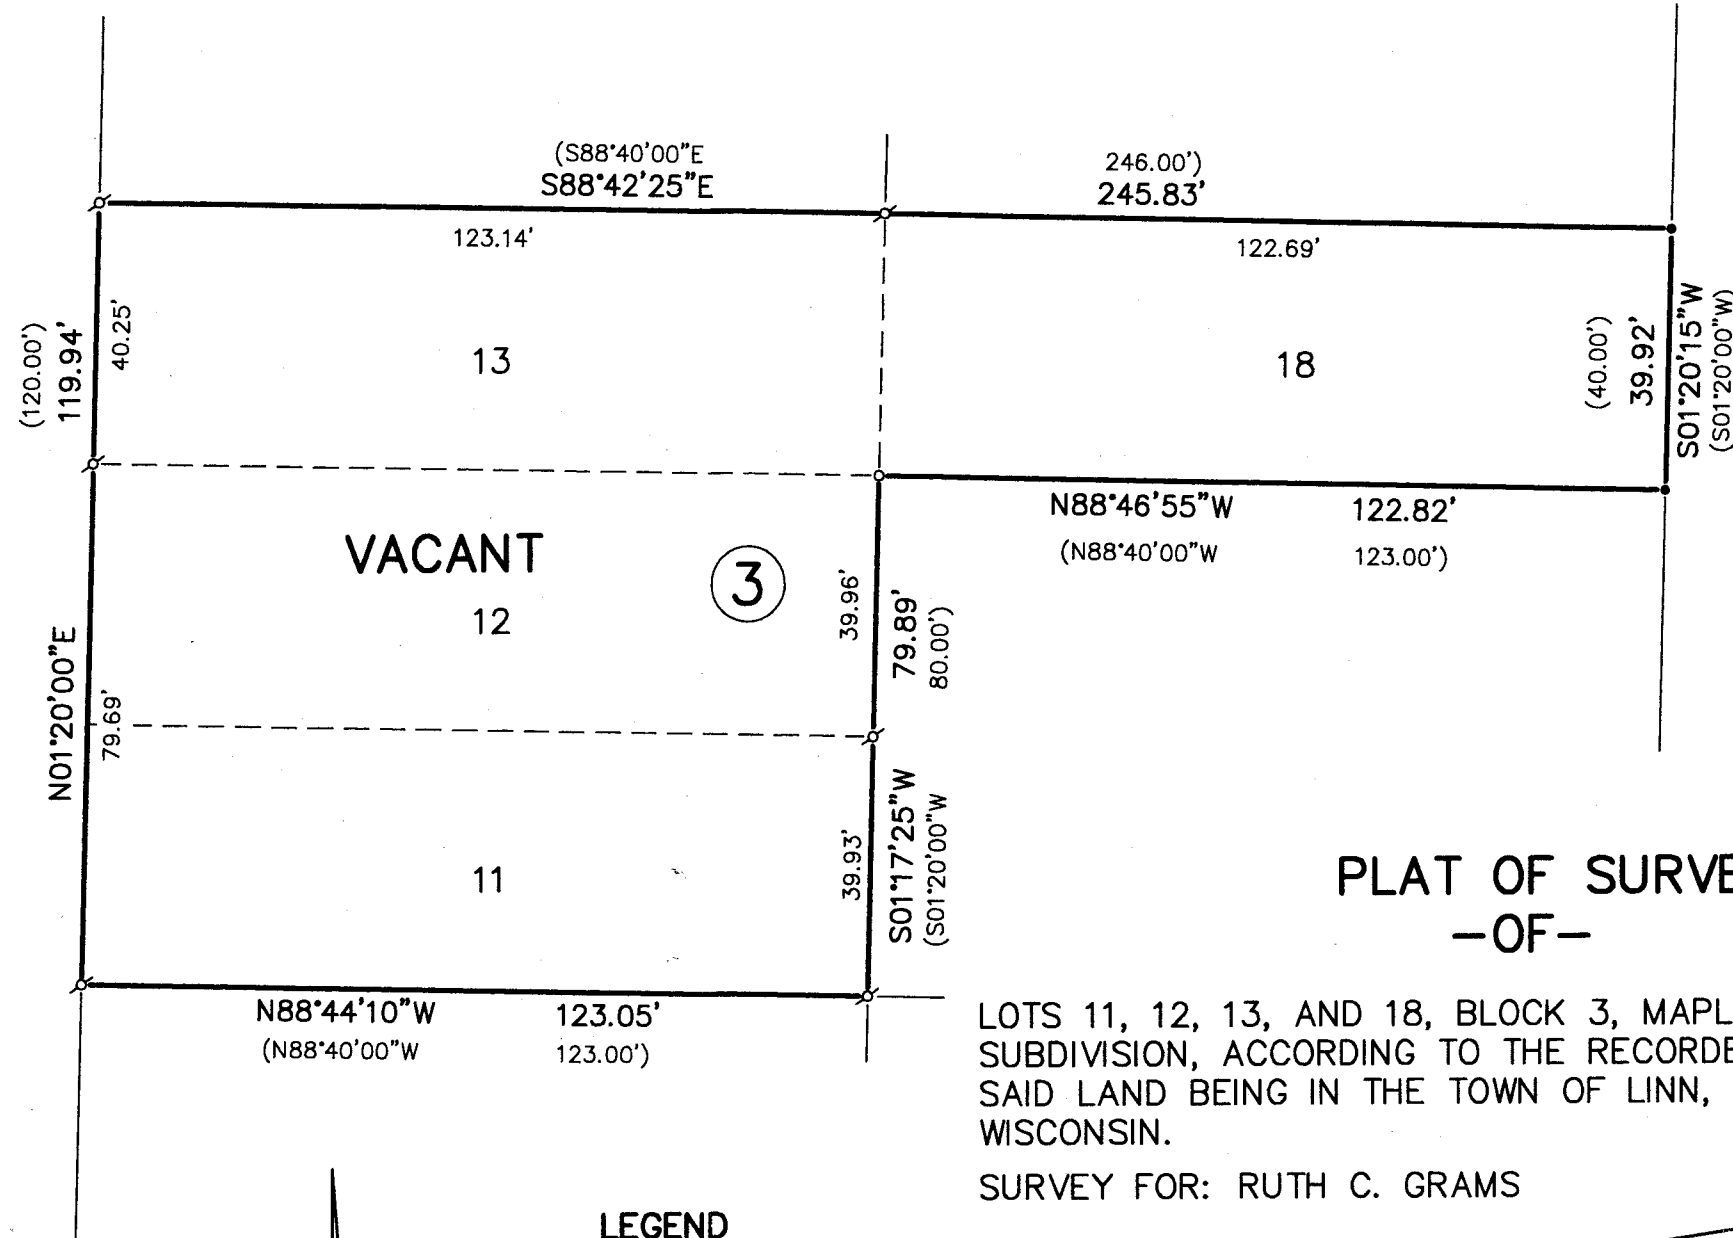 (S88°40'00"E 246.00')
S88°42'25"E 245.83'
123.14'
122.69'
(120.00')
119.94'
40.25'
13
18
(40.00')
39.92'
S01°20'15"W
(S01°20'00"W)
N88°46'55"W 122.82'
(N88°40'00"W 123.00')
VACANT
3
12
39.96'
79.89'
80.00')
N01°20'00"E
79.69'
11
39.93'
S01°17'25"W
(S01°20'00"W
N88°44'10"W 123.05'
(N88°40'00"W 123.00')
PLAT OF SURVE
-OF-
LOTS 11, 12, 13, AND 18, BLOCK 3, MAPL
SUBDIVISION, ACCORDING TO THE RECORDE
SAID LAND BEING IN THE TOWN OF LINN,
WISCONSIN.
SURVEY FOR: RUTH C. GRAMS
LEGEND